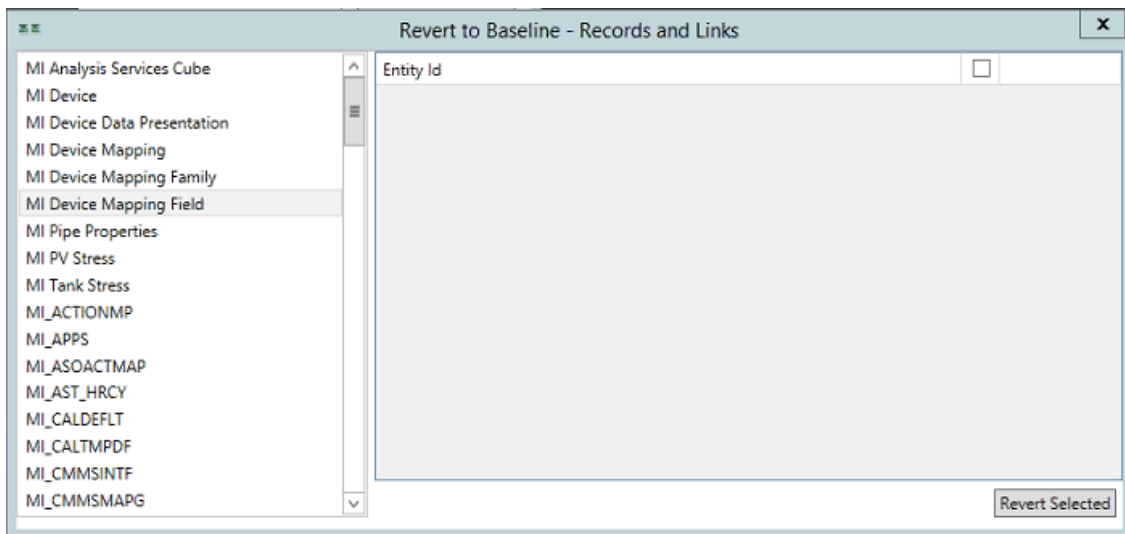 Revert to Baseline - Records and Links
x
MI Analysis Services Cube
MI Device
MI Device Data Presentation
MI Device Mapping
MI Device Mapping Family
MI Device Mapping Field
MI Pipe Properties
MI PV Stress
MI Tank Stress
MI_ACTIONMP
MI_APPS
MI_ASOACTMAP
MI_AST_HRCY
MI_CALDEFLT
MI_CALTMPDF
MI_CMMSINTF
MI_CMMSMAPG
Entity Id
Revert Selected